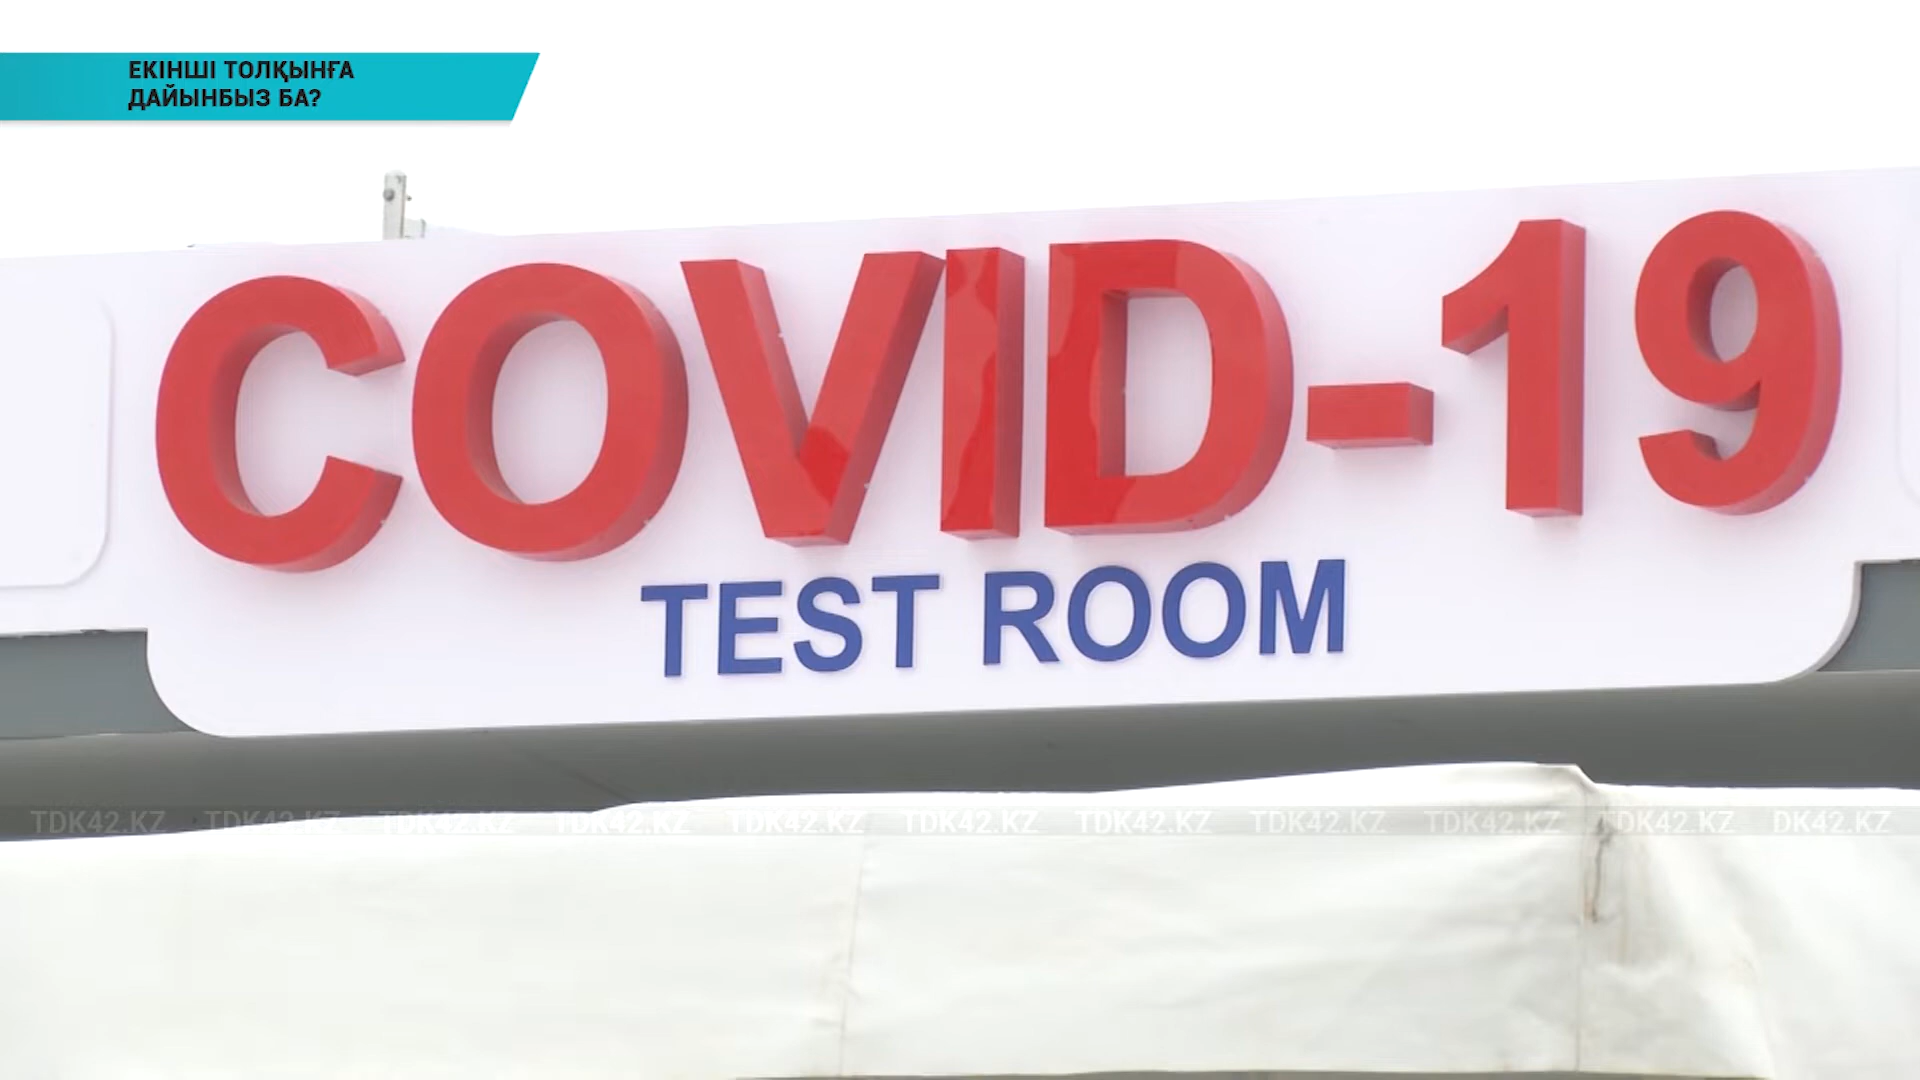 ЕКІНШІ ТОЛҚЫНҒА
ДАЙЫНБЫЗ БА?
COVID-19
TEST ROOM
TDK42.KZ TDK42.KZ TDK42.KZ TDK42.KZ TDK42.KZ TDK42.KZ TDK42.KZ TDK42.KZ TDK42.KZ TDK42.KZ DK42.KZ